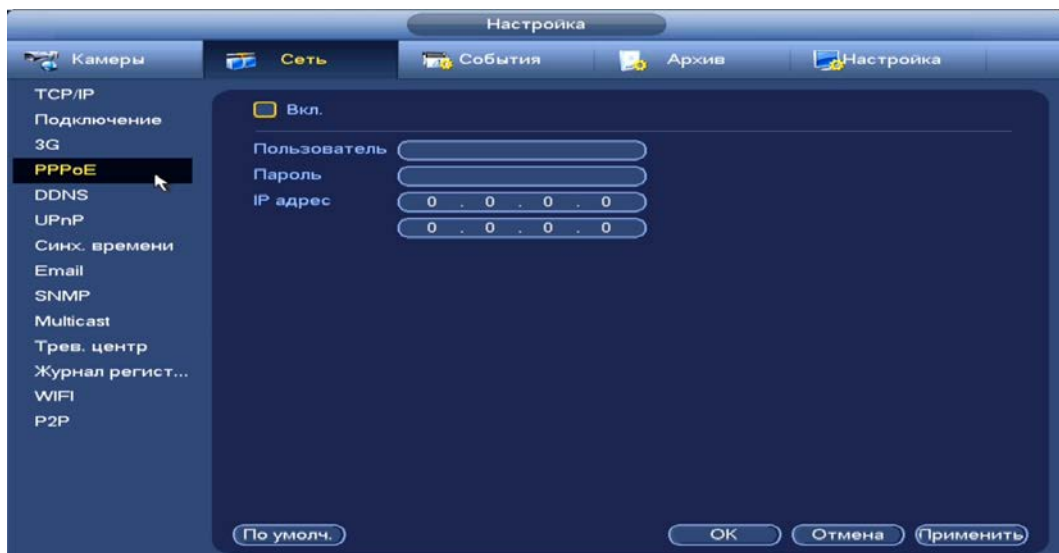 Настройка
Камеры Сеть События Архив Настройка
TCP/IP
Подключение
3G
PPPoE
DDNS
UPnP
Синх. времени
Email
SNMP
Multicast
Трев. центр
Журнал регист...
WIFI
P2P
Вкл.
Пользователь
Пароль
IP адрес 0 . 0 . 0 . 0
0 . 0 . 0 . 0
По умолч. OK Отмена Применить